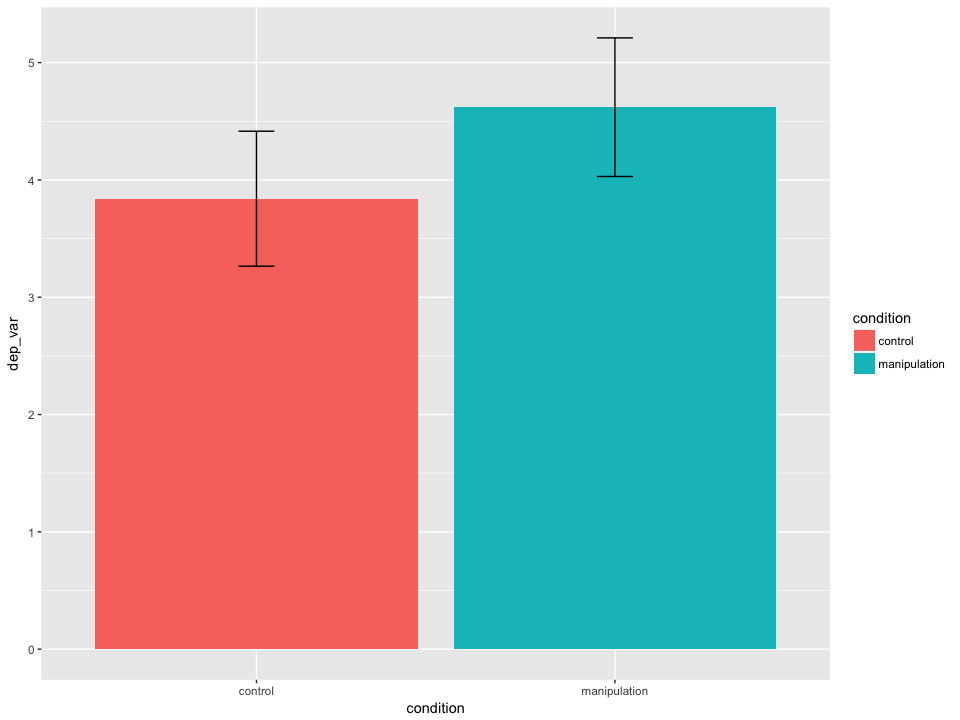 5
4
3
2
1
0
dep_var
control
manipulation
condition
condition
control
manipulation